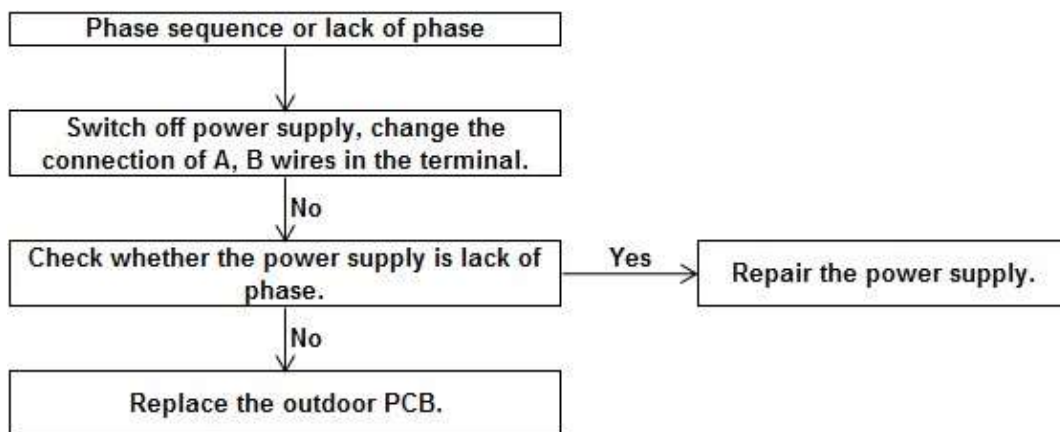 Phase sequence or lack of phase
Switch off power supply, change the
connection of A, B wires in the terminal.
No
Check whether the power supply is lack of
phase.
Yes
Repair the power supply.
No
Replace the outdoor PCB.